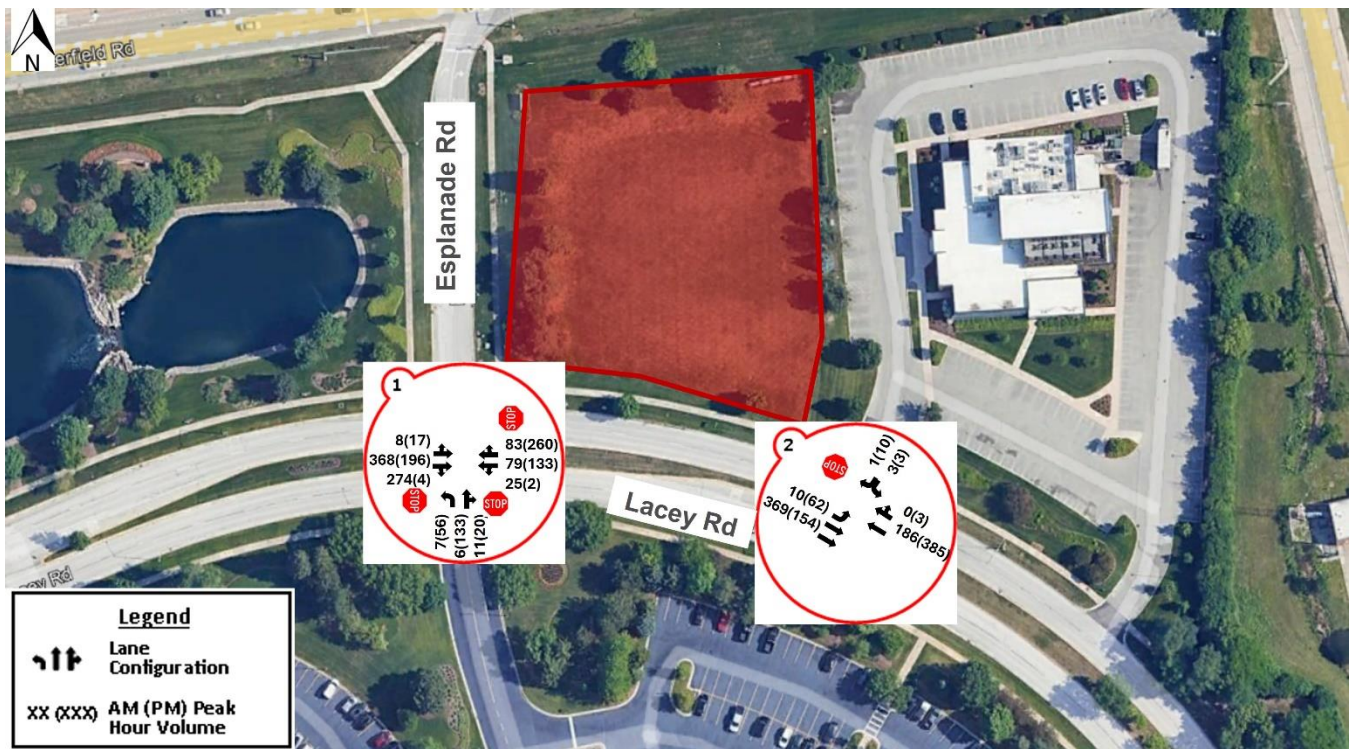 N
erfield Rd
Esplanade Rd
1
STOP
8(17)
368(196)
274(4)
83(260)
79(133)
25(2)
STOP
STOP
7(56)
6(133)
11(20)
Lacey Rd
2
STOP
1(10)
3(3)
10(62)
369(154)
0(3)
186(385)
Rd
Legend
Lane
Configuration
XX (XXX) AM (PM) Peak
Hour Volume